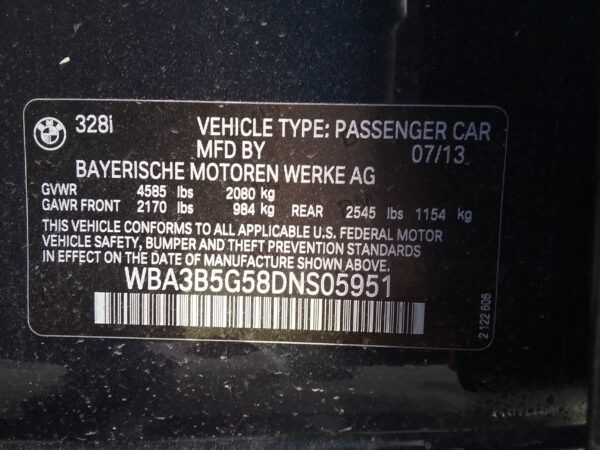 BMW 328i VEHICLE TYPE: PASSENGER CAR
MFD BY 07/13
BAYERISCHE MOTOREN WERKE AG
GVWR 4585 lbs 2080 kg
GAWR FRONT 2170 lbs 984 kg REAR 2545 lbs 1154 kg
THIS VEHICLE CONFORMS TO ALL APPLICABLE U.S. FEDERAL MOTOR
VEHICLE SAFETY, BUMPER AND THEFT PREVENTION STANDARDS
IN EFFECT ON THE DATE OF MANUFACTURE SHOWN ABOVE.
WBA3B5G58DNS05951
2 122 606